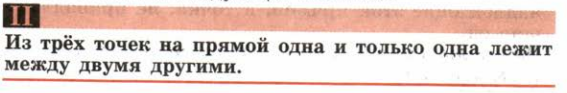 II
Из трёх точек на прямой одна и только одна лежит
между двумя другими.